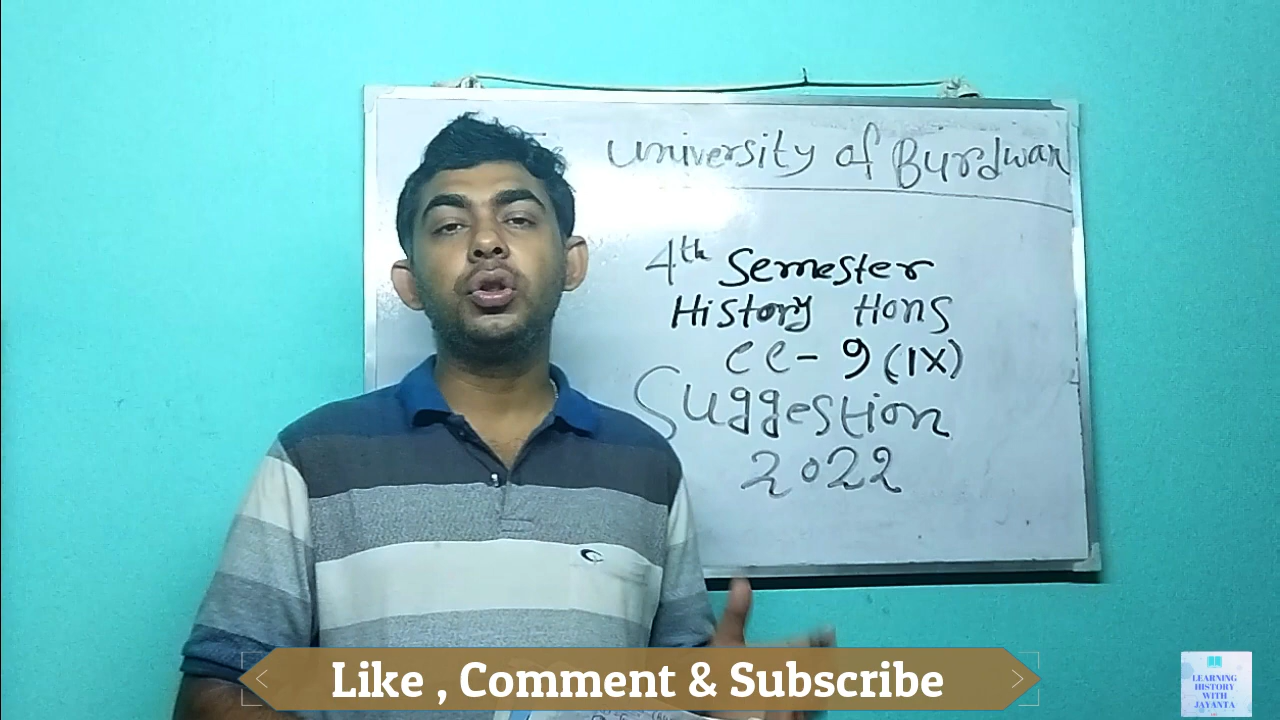 University of Burdwan
4th Semester
History Hons
CC- 9 (IX)
Suggestion
2022
Like , Comment & Subscribe
LEARNING
HISTORY
WITH
JAYANTA